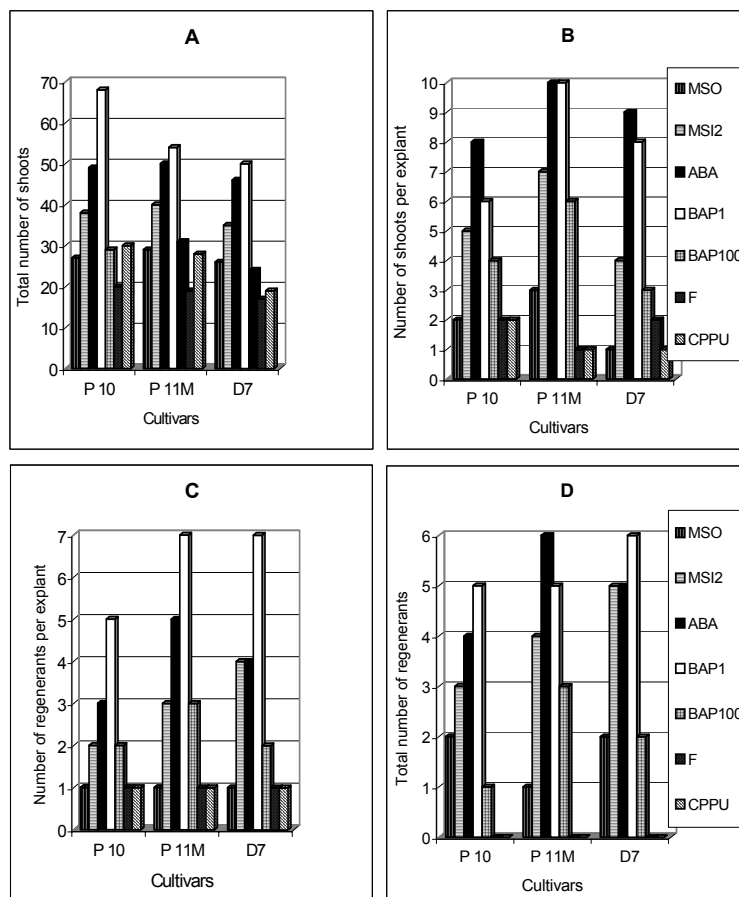 A
Total number of shoots
70
60
50
40
30
20
10
0
P 10 P 11M D7
Cultivars
B
Number of shoots per explant
10
9
8
7
6
5
4
3
2
1
0
P 10 P 11M D7
Cultivars
MSO
MSI2
ABA
BAP1
BAP100
F
CPPU
C
Number of regenerants per explant
7
6
5
4
3
2
1
0
P 10 P 11M D7
Cultivars
D
Total number of regenerants
6
5
4
3
2
1
0
P 10 P 11M D7
Cultivars
MSO
MSI2
ABA
BAP1
BAP100
F
CPPU